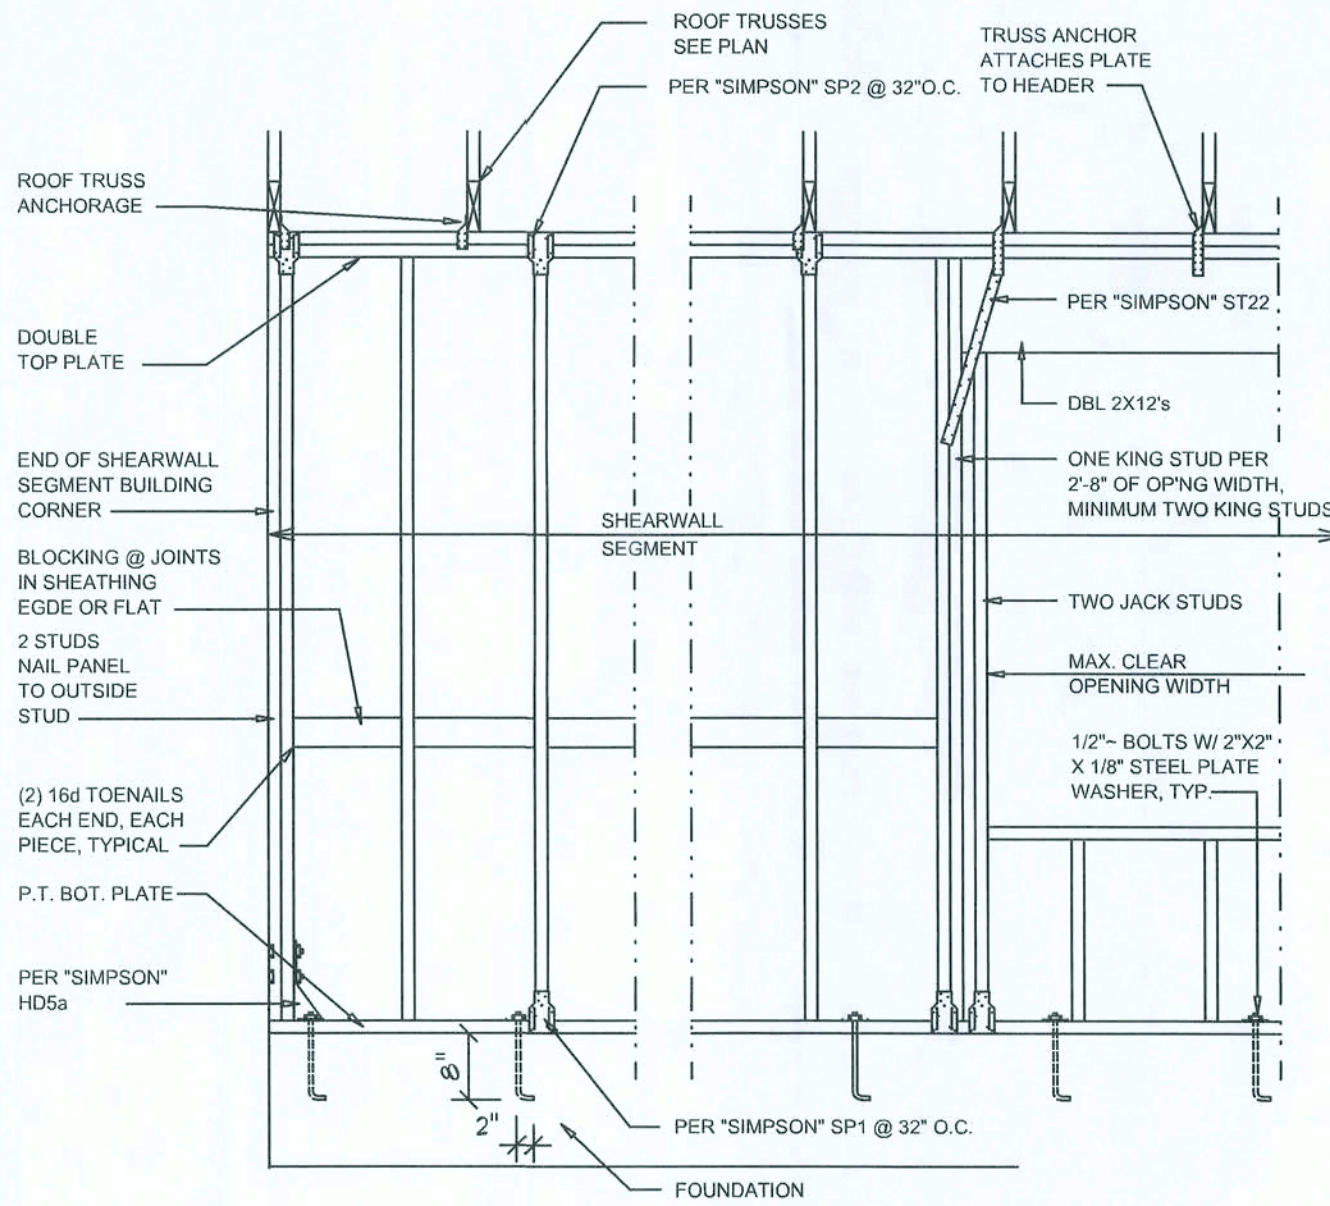 ROOF TRUSSES
SEE PLAN
TRUSS ANCHOR
ATTACHES PLATE
TO HEADER
PER "SIMPSON" SP2 @ 32"O.C.
ROOF TRUSS
ANCHORAGE
PER "SIMPSON" ST22
DOUBLE
TOP PLATE
DBL 2X12's
END OF SHEARWALL
SEGMENT BUILDING
CORNER
ONE KING STUD PER
2'-8" OF OP'NG WIDTH,
MINIMUM TWO KING STUDS
SHEARWALL
SEGMENT
BLOCKING @ JOINTS
IN SHEATHING
EGDE OR FLAT
TWO JACK STUDS
2 STUDS
NAIL PANEL
TO OUTSIDE
STUD
MAX. CLEAR
OPENING WIDTH
1/2"~ BOLTS W/ 2"X2"
X 1/8" STEEL PLATE
WASHER, TYP.
(2) 16d TOENAILS
EACH END, EACH
PIECE, TYPICAL
P.T. BOT. PLATE
PER "SIMPSON"
HD5a
8"
2"
PER "SIMPSON" SP1 @ 32" O.C.
FOUNDATION